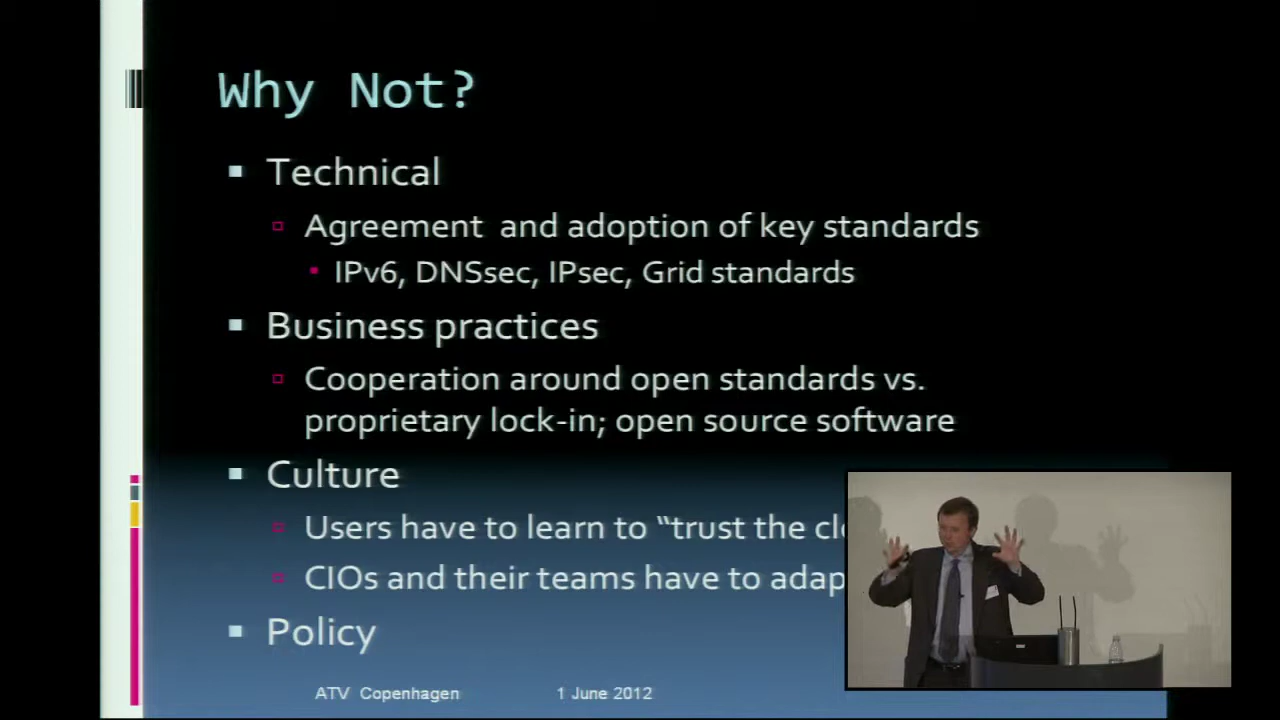 Why Not?
Technical
Agreement and adoption of key standards
IPv6, DNSsec, IPsec, Grid standards
Business practices
Cooperation around open standards vs.
proprietary lock-in; open source software
Culture
Users have to learn to “trust the
CIOs and their teams have to
Policy
ATV Copenhagen 1 June 2012